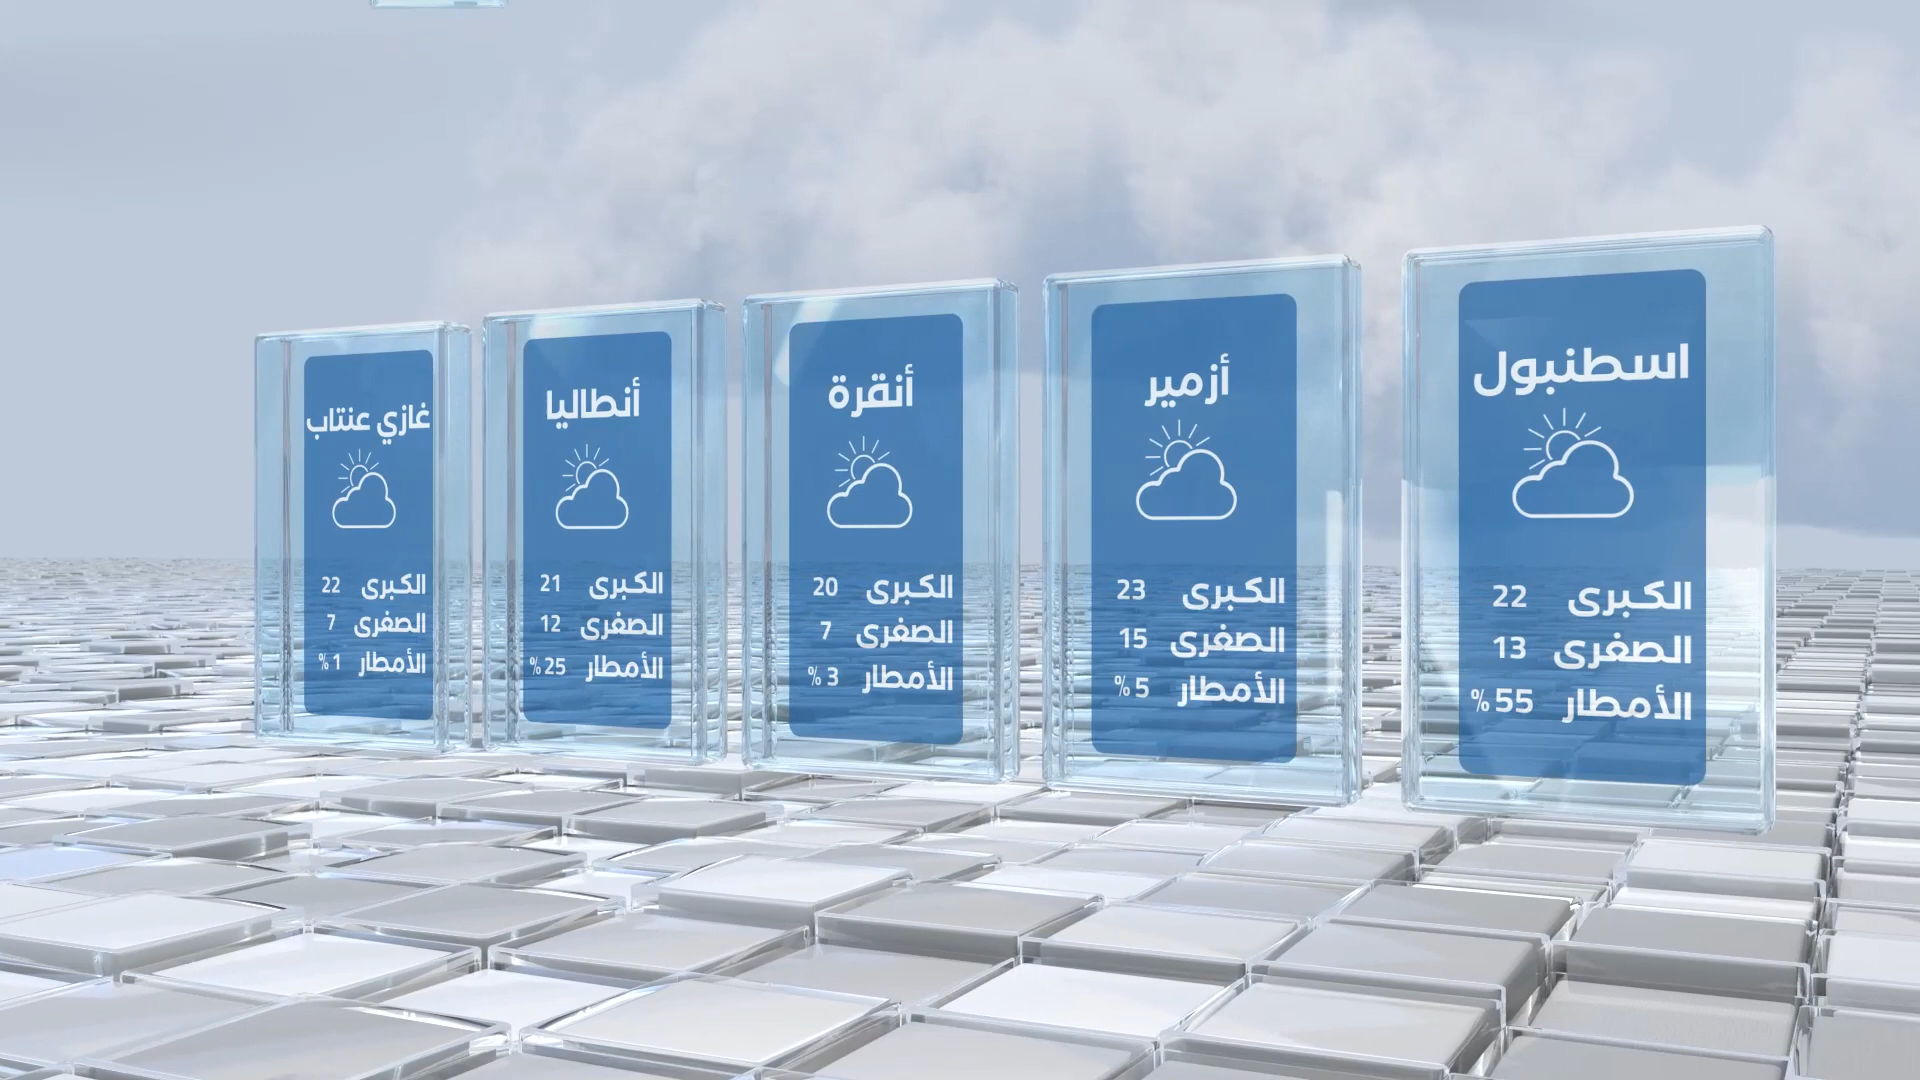 اسطنبول
الكبرى 22
الصغرى 13
الأمطار 55 %
أزمير
الكبرى 23
الصغرى 15
الأمطار 5 %
أنقرة
الكبرى 20
الصغرى 7
الأمطار 3 %
أنطاليا
الكبرى 21
الصغرى 12
الأمطار 25 %
غازي عنتاب
الكبرى 22
الصغرى 7
الأمطار 1 %